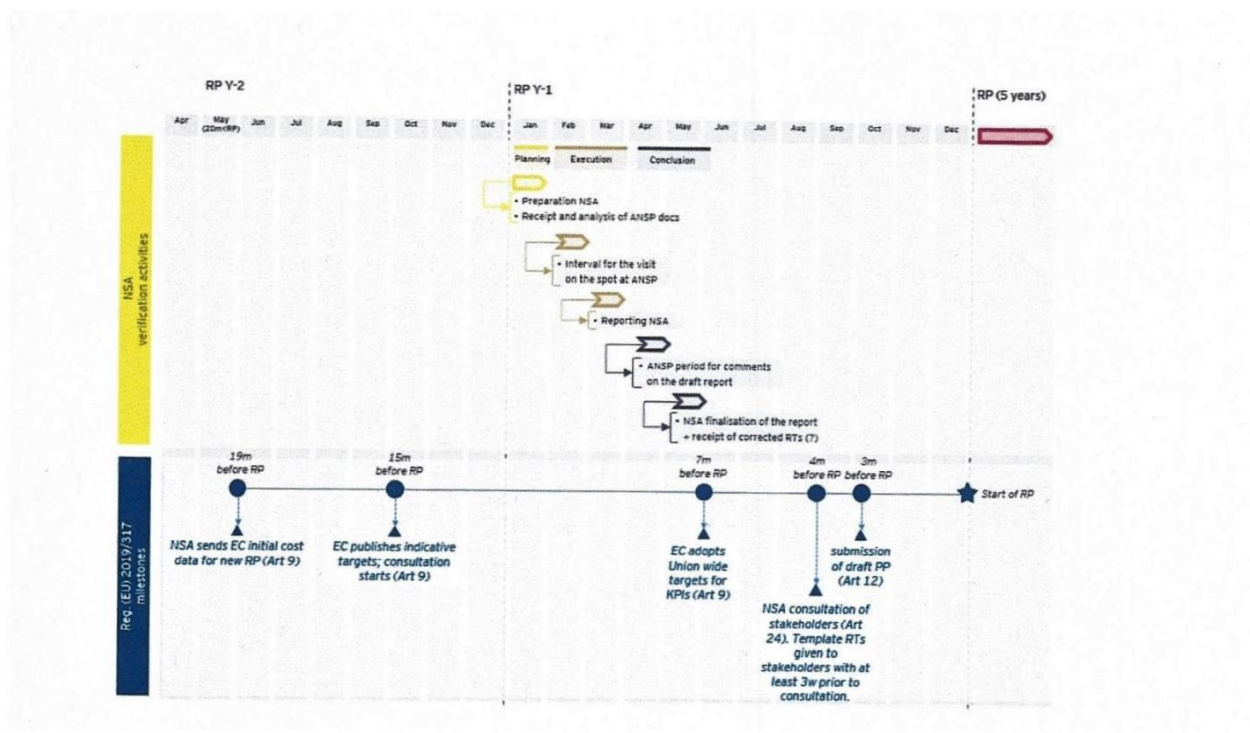 RP Y-2
RP Y-1
RP (5 years)
Apr
May
(20m<RP)
Jun
Jul
Aug
Sep
Oct
Nov
Dec
Jan
Feb
Mar
Apr
May
Jun
Jul
Aug
Sep
Oct
Nov
Dec
Planning
Execution
Conclusion
NSA
verification activities
• Preparation NSA
• Receipt and analysis of ANSP docs
• Interval for the visit
on the spot at ANSP
• Reporting NSA
• ANSP period for comments
on the draft report
• NSA finalisation of the report
+ receipt of corrected RTs (7)
Reg. (EU) 2019/317
milestones
19m
before RP
15m
before RP
7m
before RP
4m
before RP
3m
before RP
Start of RP
NSA sends EC initial cost
data for new RP (Art 9)
EC publishes indicative
targets; consultation
starts (Art 9)
EC adopts
Union wide
targets for
KPIs (Art 9)
NSA consultation of
stakeholders (Art
24). Template RTs
given to
stakeholders with at
least 3w prior to
consultation.
submission
of draft PP
(Art 12)